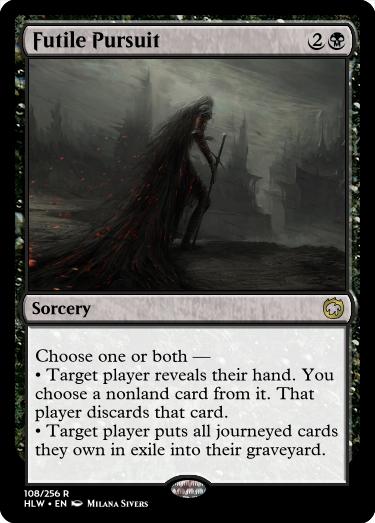 Futile Pursuit 2
Sorcery
Choose one or both —
• Target player reveals their hand. You
choose a nonland card from it. That
player discards that card.
• Target player puts all journeyed cards
they own in exile into their graveyard.
108/256 R
HLW • EN Milana Sivers